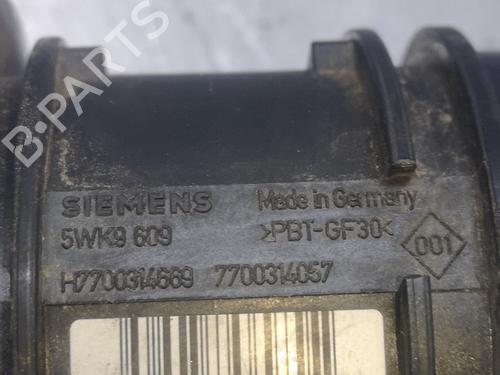 B-PARTS
SIEMENS Made in Germany
5WK9 609 >PBT-GF30< 001
H7700314669 7700314057